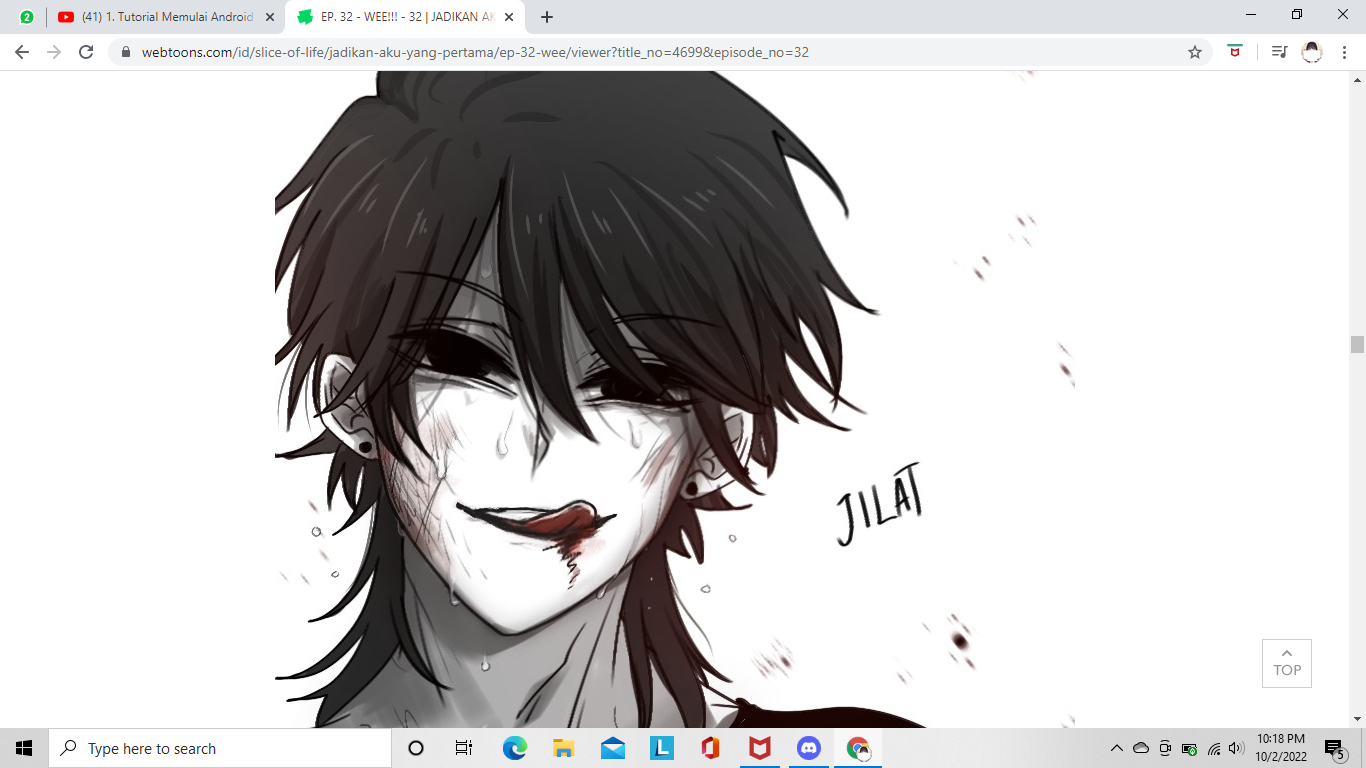 2
(41) 1. Tutorial Memulai Android
EP. 32 - WEE!!! - 32 | JADIKAN AK
webtoons.com/id/slice-of-life/jadikan-aku-yang-pertama/ep-32-wee/viewer?title_no=4699&episode_no=32
JILAT
TOP
Type here to search
L
10:18 PM
10/2/2022
5